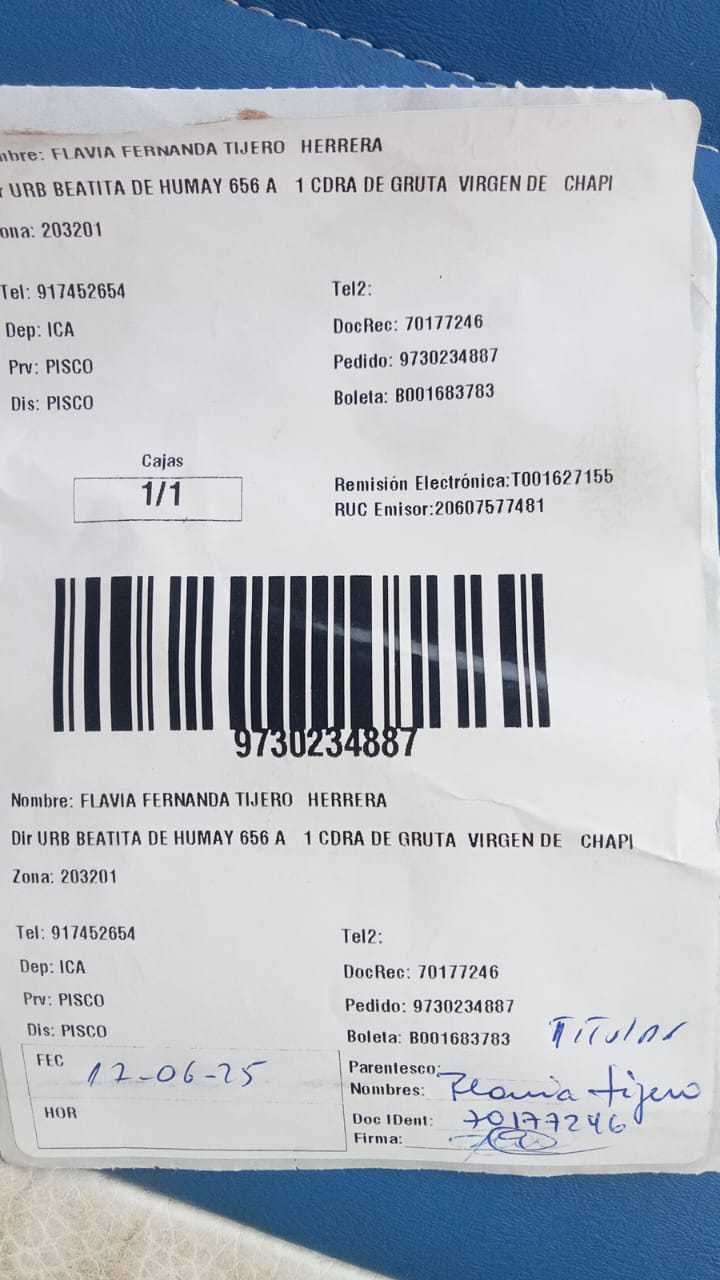 mbre: FLAVIA FERNANDA TIJERO HERRERA
r URB BEATITA DE HUMAY 656 A 1 CDRA DE GRUTA VIRGEN DE CHAPI
ona: 203201
Tel: 917452654 Tel2:
Dep: ICA DocRec: 70177246
Prv: PISCO Pedido: 9730234887
Dis: PISCO Boleta: B001683783
Cajas
1/1
Remisión Electrónica:T001627155
RUC Emisor:20607577481
9730234887
Nombre: FLAVIA FERNANDA TIJERO HERRERA
Dir URB BEATITA DE HUMAY 656 A 1 CDRA DE GRUTA VIRGEN DE CHAPI
Zona: 203201
Tel: 917452654 Tel2:
Dep: ICA DocRec: 70177246
Prv: PISCO Pedido: 9730234887
Dis: PISCO Boleta: B001683783 Titular
FEC 12-06-25 Parentesco:
Nombres: Flavia tijero
HOR Doc IDent: 70177246
Firma: